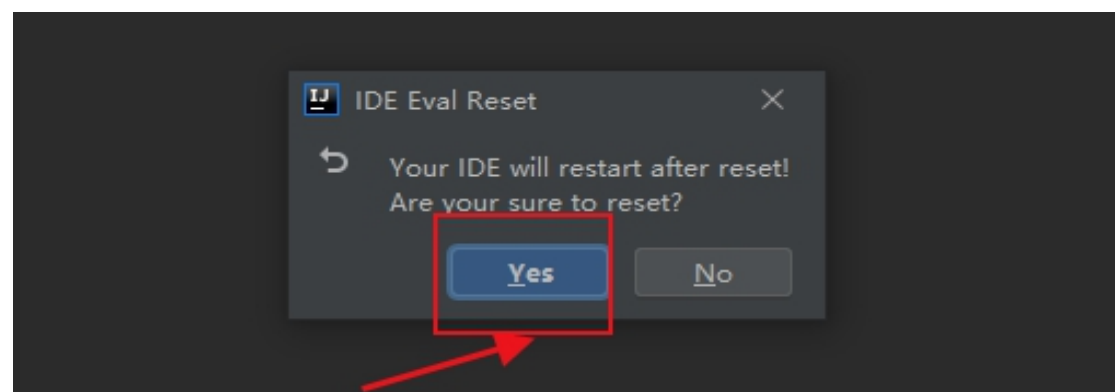 IJ IDE Eval Reset
Your IDE will restart after reset!
Are your sure to reset?
Yes No